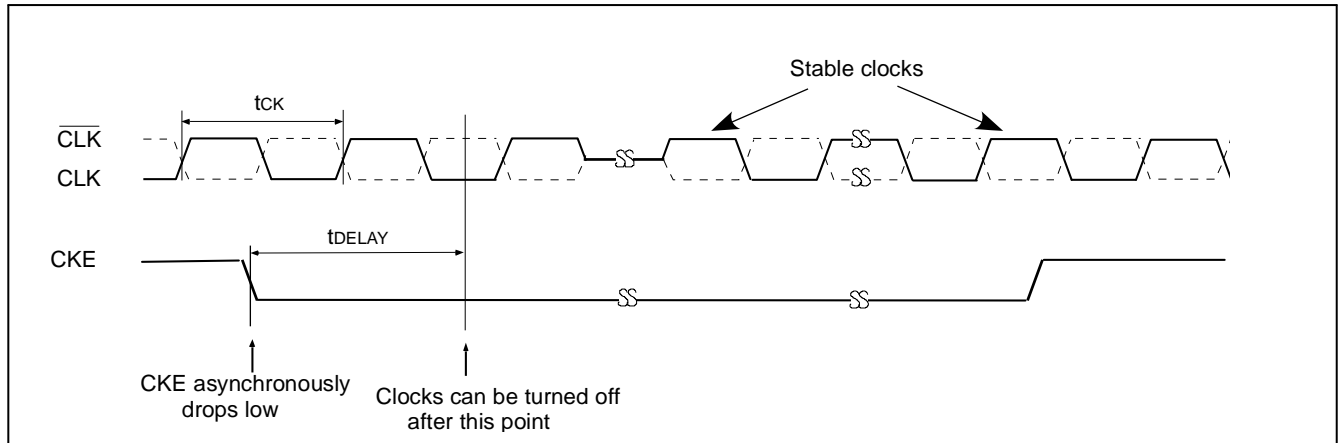 Stable clocks
tCK
CLK
CLK
tDELAY
CKE
CKE asynchronously
drops low
Clocks can be turned off
after this point